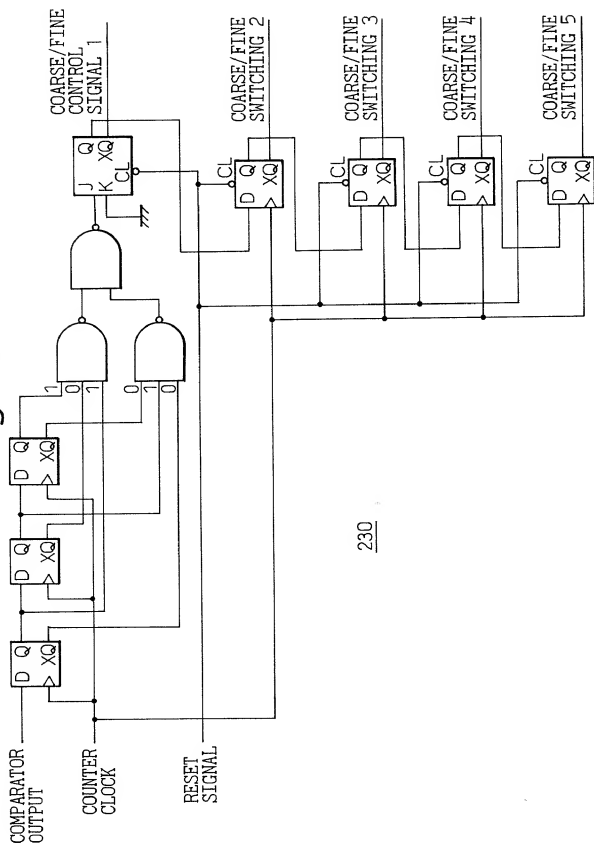 COMPARATOR
OUTPUT
COUNTER
CLOCK
RESET
SIGNAL
D Q
XQ
D Q
XQ
D Q
XQ
1
0
1
0
1
0
J Q
K XQ
CL
COARSE/FINE
CONTROL
SIGNAL 1
CL
D Q
XQ
COARSE/FINE
SWITCHING 2
CL
D Q
XQ
COARSE/FINE
SWITCHING 3
CL
D Q
XQ
COARSE/FINE
SWITCHING 4
CL
D Q
XQ
COARSE/FINE
SWITCHING 5
230